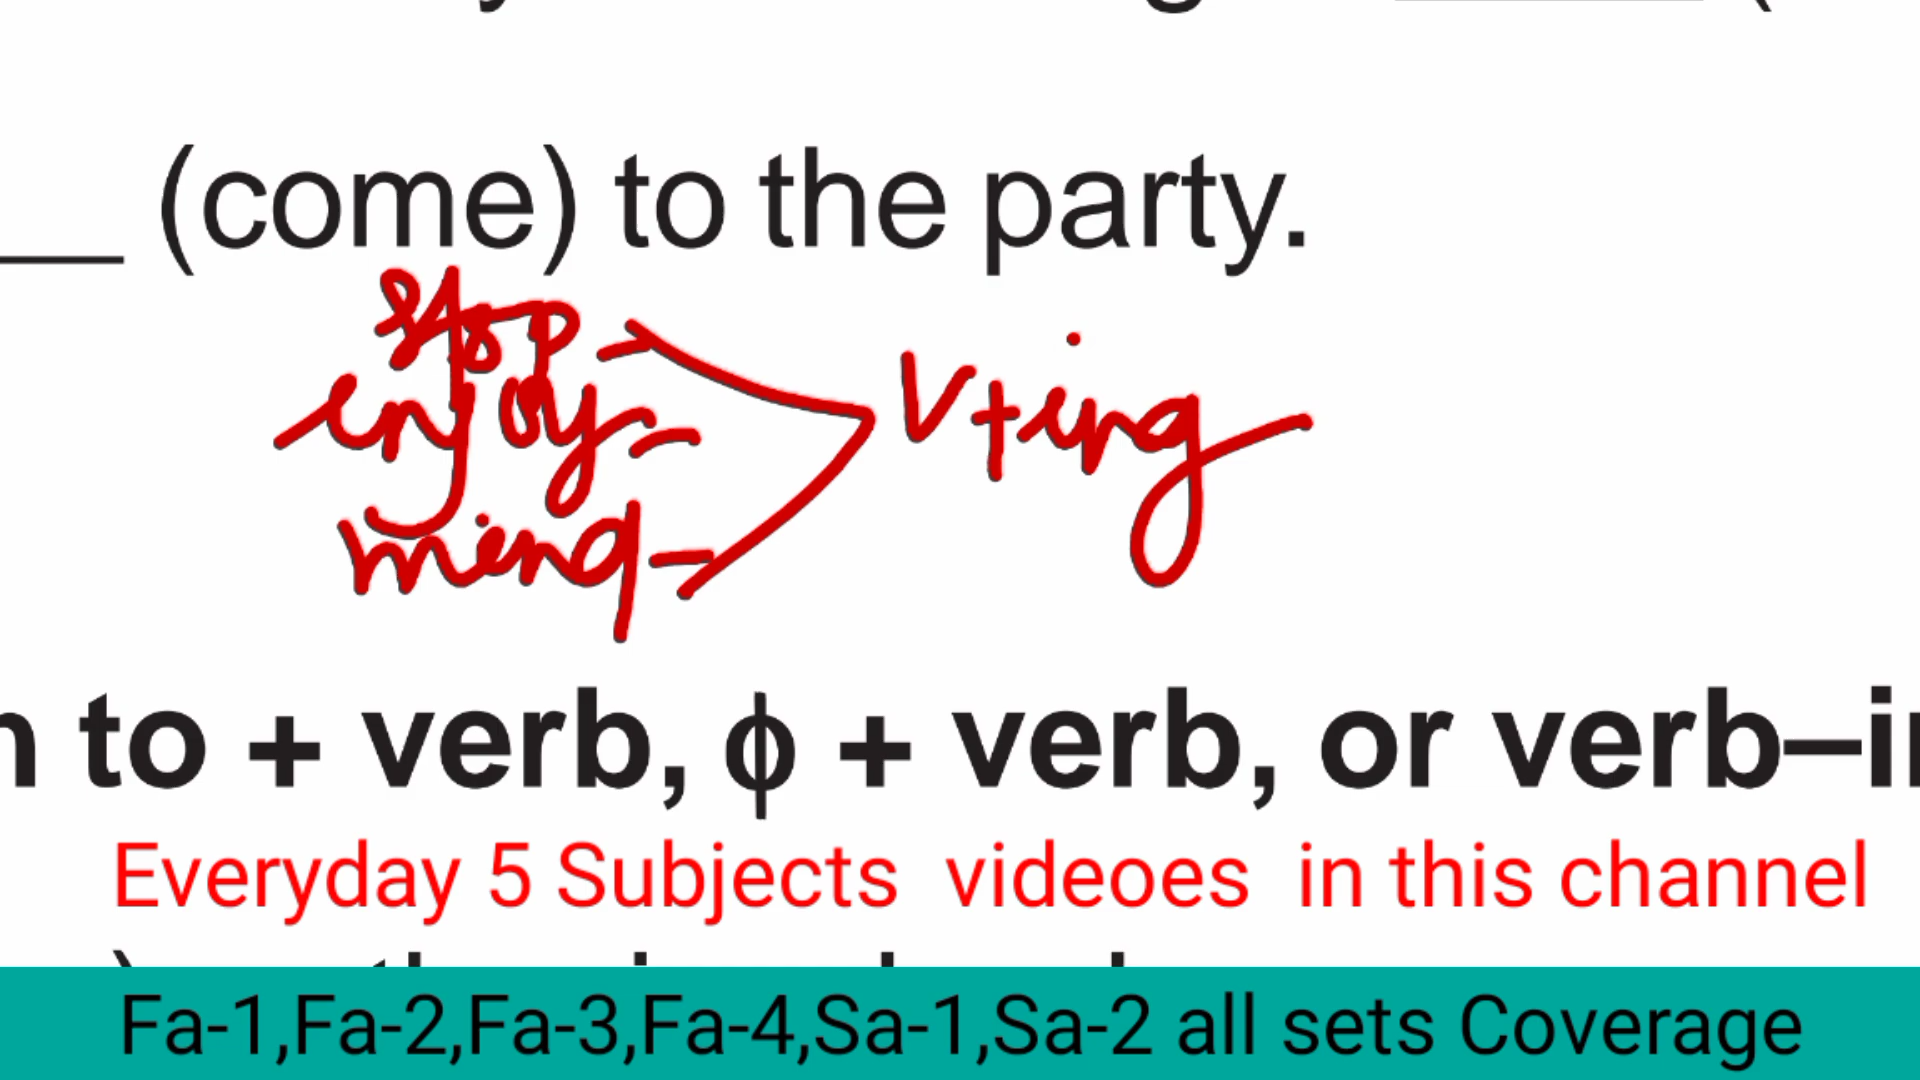 (come) to the party.
stop
enjoy
mind
V+ing
to + verb, ϕ + verb, or verb–in
Everyday 5 Subjects videoes in this channel
Fa-1,Fa-2,Fa-3,Fa-4,Sa-1,Sa-2 all sets Coverage